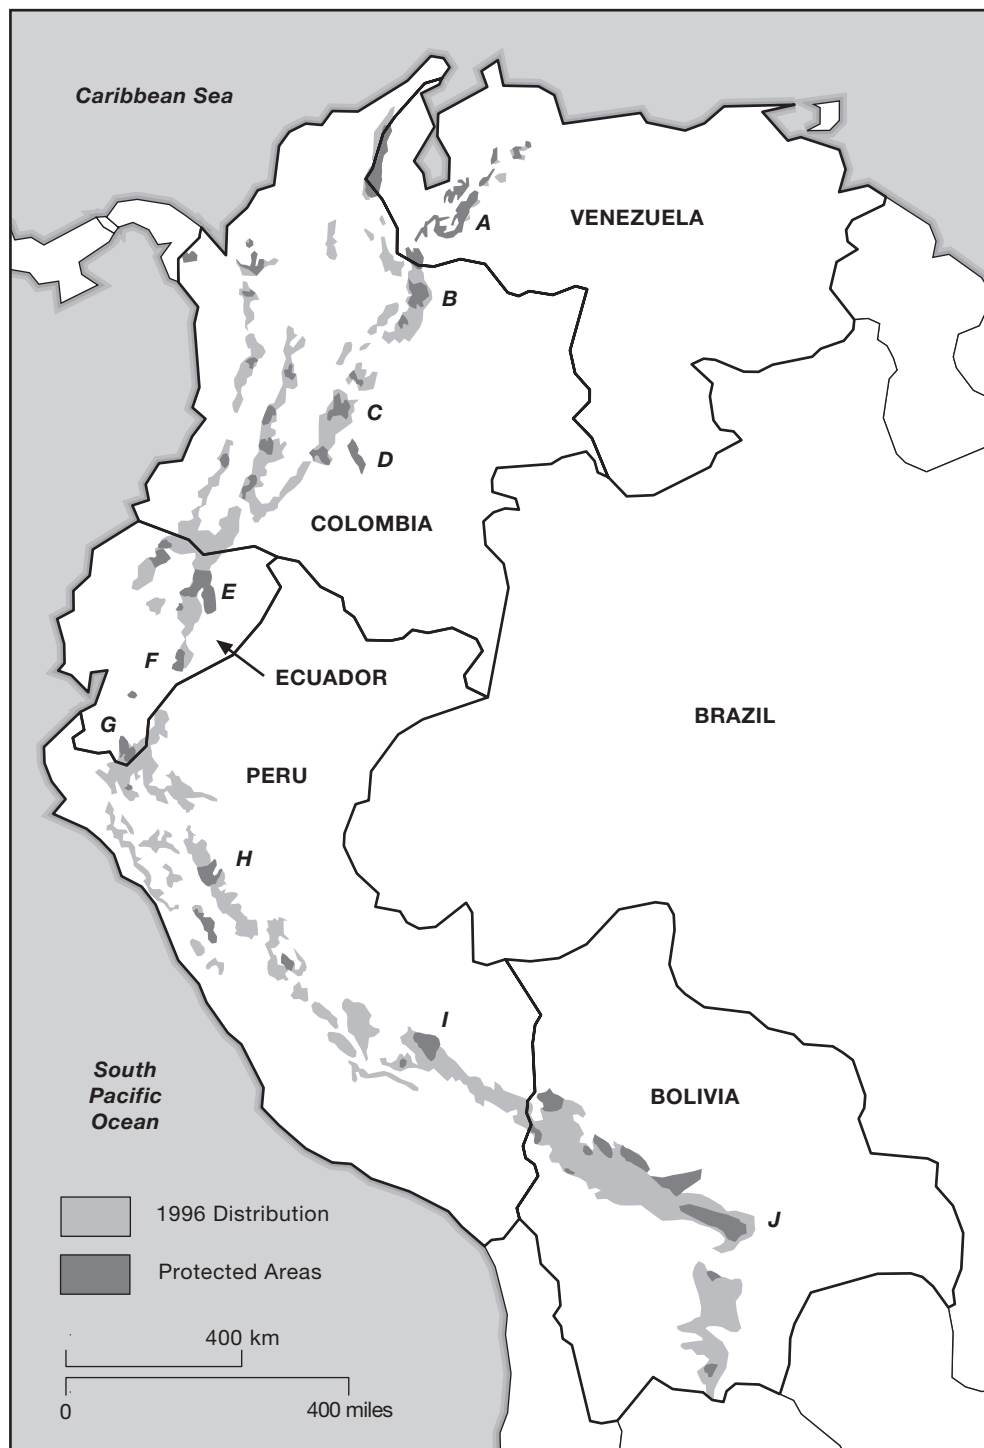 Caribbean Sea
VENEZUELA
A
B
C
D
COLOMBIA
E
F
ECUADOR
G
BRAZIL
PERU
H
I
South
Pacific
Ocean
BOLIVIA
J
1996 Distribution
Protected Areas
400 km
0
400 miles